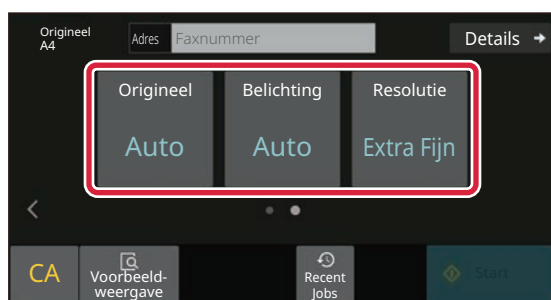 Origineel
A4
Adres Faxnummer
Details
Origineel Belichting Resolutie
Auto Auto Extra Fijn
CA
Voorbeeld-
weergave
Recent
Jobs
Start